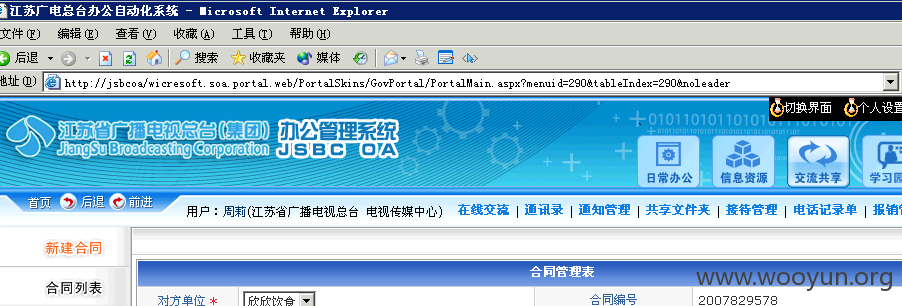 江苏广电总台办公自动化系统 - Microsoft Internet Explorer
文件(F) 编辑(E) 查看(V) 收藏(A) 工具(T) 帮助(H)
后退 搜索 收藏夹 媒体
地址(D) http://jsbcoa/wicresoft.soa.portal.web/PortalSkins/GovPortal/PortalMain.aspx?menuid=290&tableIndex=290&noleader
切换界面 个人设置
江苏省广播电视总台(集团) 办公管理系统
JiangSu Broadcasting Corporation JSBC OA
日常办公 信息资源 交流共享 学习园
首页 后退 前进
用户：周莉(江苏省广播电视总台 电视传媒中心) 在线交流 | 通讯录 | 通知管理 | 共享文件夹 | 接待管理 | 电话记录单 | 报销管
新建合同
合同列表
合同管理表
对方单位 * 欣欣饮食 合同编号 2007829578
www.wooyun.org